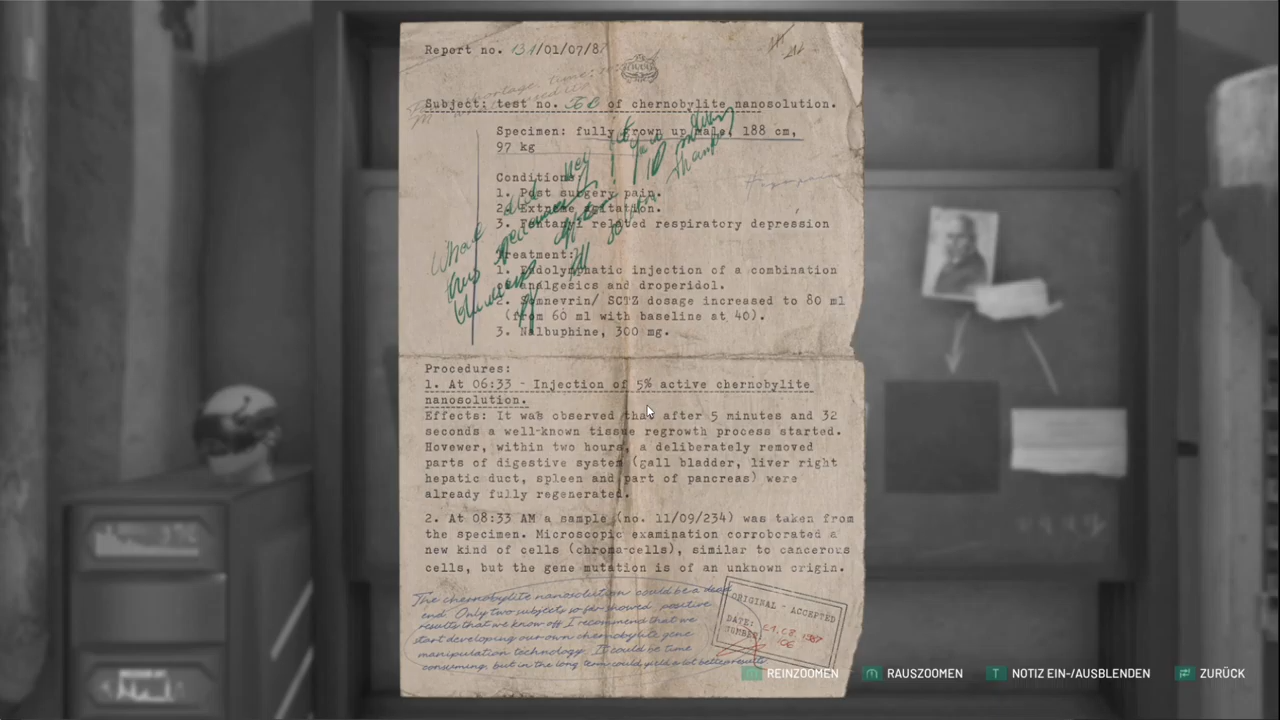 Report no. 131/01/07/87
Subject: test no. 56 of chernobylite nanosolution.
Specimen: fully grown up male, 188 cm,
97 kg
Conditions:
1. Post surgery pain.
2. Extreme agitation.
3. Fentanyl related respiratory depression
Treatment:
1. Endolymphatic injection of a combination
of analgesics and droperidol.
2. Somnevrin/ SCTZ dosage increased to 80 ml
(from 60 ml with baseline at 40).
3. Nalbuphine, 300 mg.
Procedures:
1. At 06:33 - Injection of 5% active chernobylite
nanosolution.
Effects: It was observed that after 5 minutes and 32
seconds a well-known tissue regrowth process started.
Hovewer, within two hours, a deliberately removed
parts of digestive system (gall bladder, liver right
hepatic duct, spleen and part of pancreas) were
already fully regenerated.
2. At 08:33 AM a sample (no. 11/09/234) was taken from
the specimen. Microscopic examination corroborated a
new kind of cells (chroma-cells), similar to cancerous
cells, but the gene mutation is of an unknown origin.
The chernobylite nanosolution could be a dead
end. Only two subjects so far showed, positive
results that we know off. I recommend that we
start developing our own chernobylite gene
manipulation technology. It could be time
consuming, but in the long term could yield a lot better results.
ORIGINAL - ACCEPTED
DATE: 1987
NUMBER: 106
REINZOOMEN
RAUSZOOMEN
T NOTIZ EIN-/AUSBLENDEN
ZURÜCK